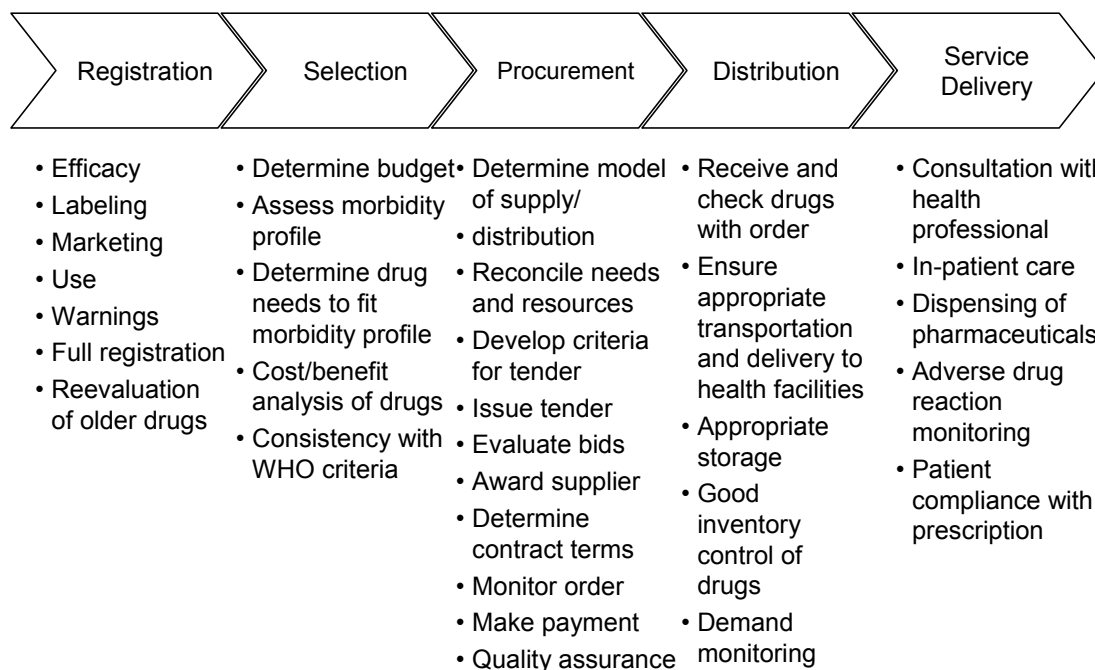 Registration
Selection
Procurement
Distribution
Service
Delivery
• Efficacy
• Labeling
• Marketing
• Use
• Warnings
• Full registration
• Reevaluation
of older drugs
• Determine budget
• Assess morbidity
profile
• Determine drug
needs to fit
morbidity profile
• Cost/benefit
analysis of drugs
• Consistency with
WHO criteria
• Determine model
of supply/
• distribution
• Reconcile needs
and resources
• Develop criteria
for tender
• Issue tender
• Evaluate bids
• Award supplier
• Determine
contract terms
• Monitor order
• Make payment
• Quality assurance
• Receive and
check drugs
with order
• Ensure
appropriate
transportation
and delivery to
health facilities
• Appropriate
storage
• Good
inventory
control of
drugs
• Demand
monitoring
• Consultation with
health
professional
• In-patient care
• Dispensing of
pharmaceuticals
• Adverse drug
reaction
monitoring
• Patient
compliance with
prescription